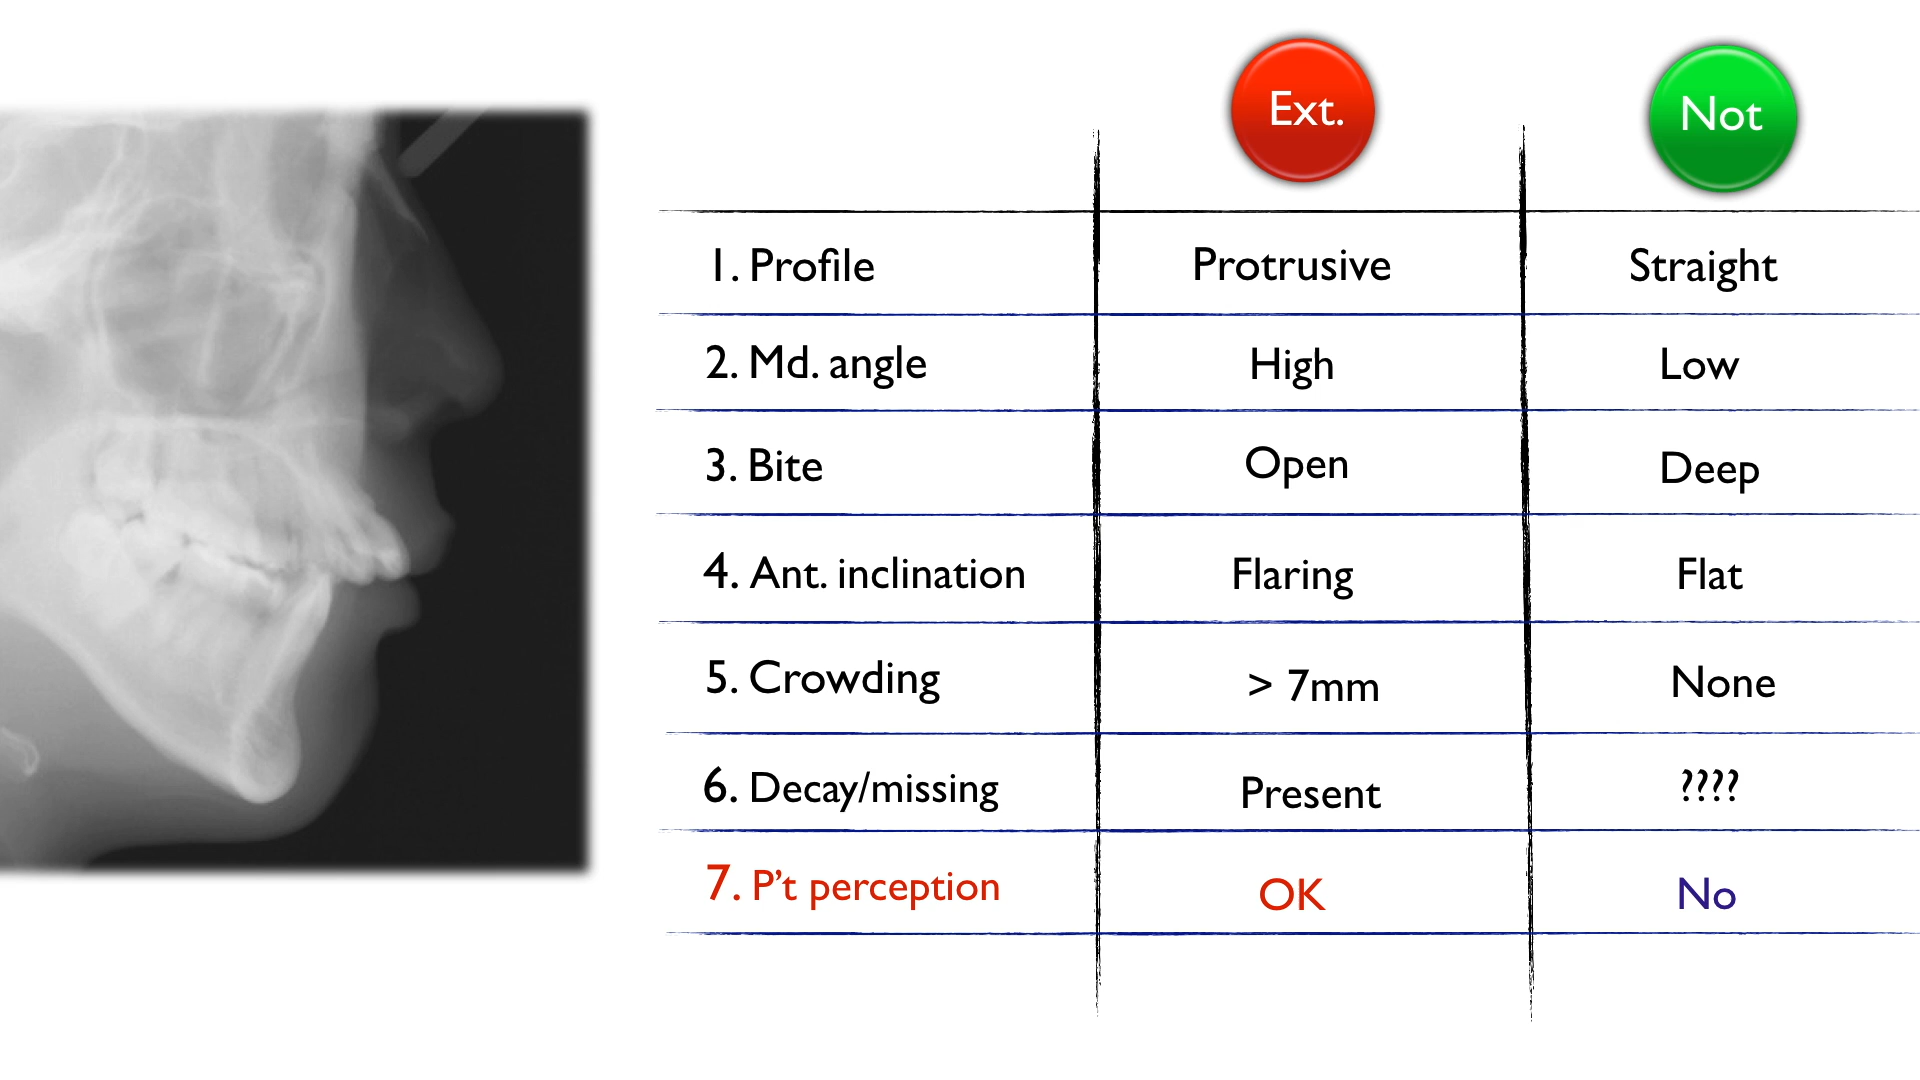 Ext. Not
1. Profile Protrusive Straight
2. Md. angle High Low
3. Bite Open Deep
4. Ant. inclination Flaring Flat
5. Crowding > 7mm None
6. Decay/missing Present ????
7. P’t perception OK No